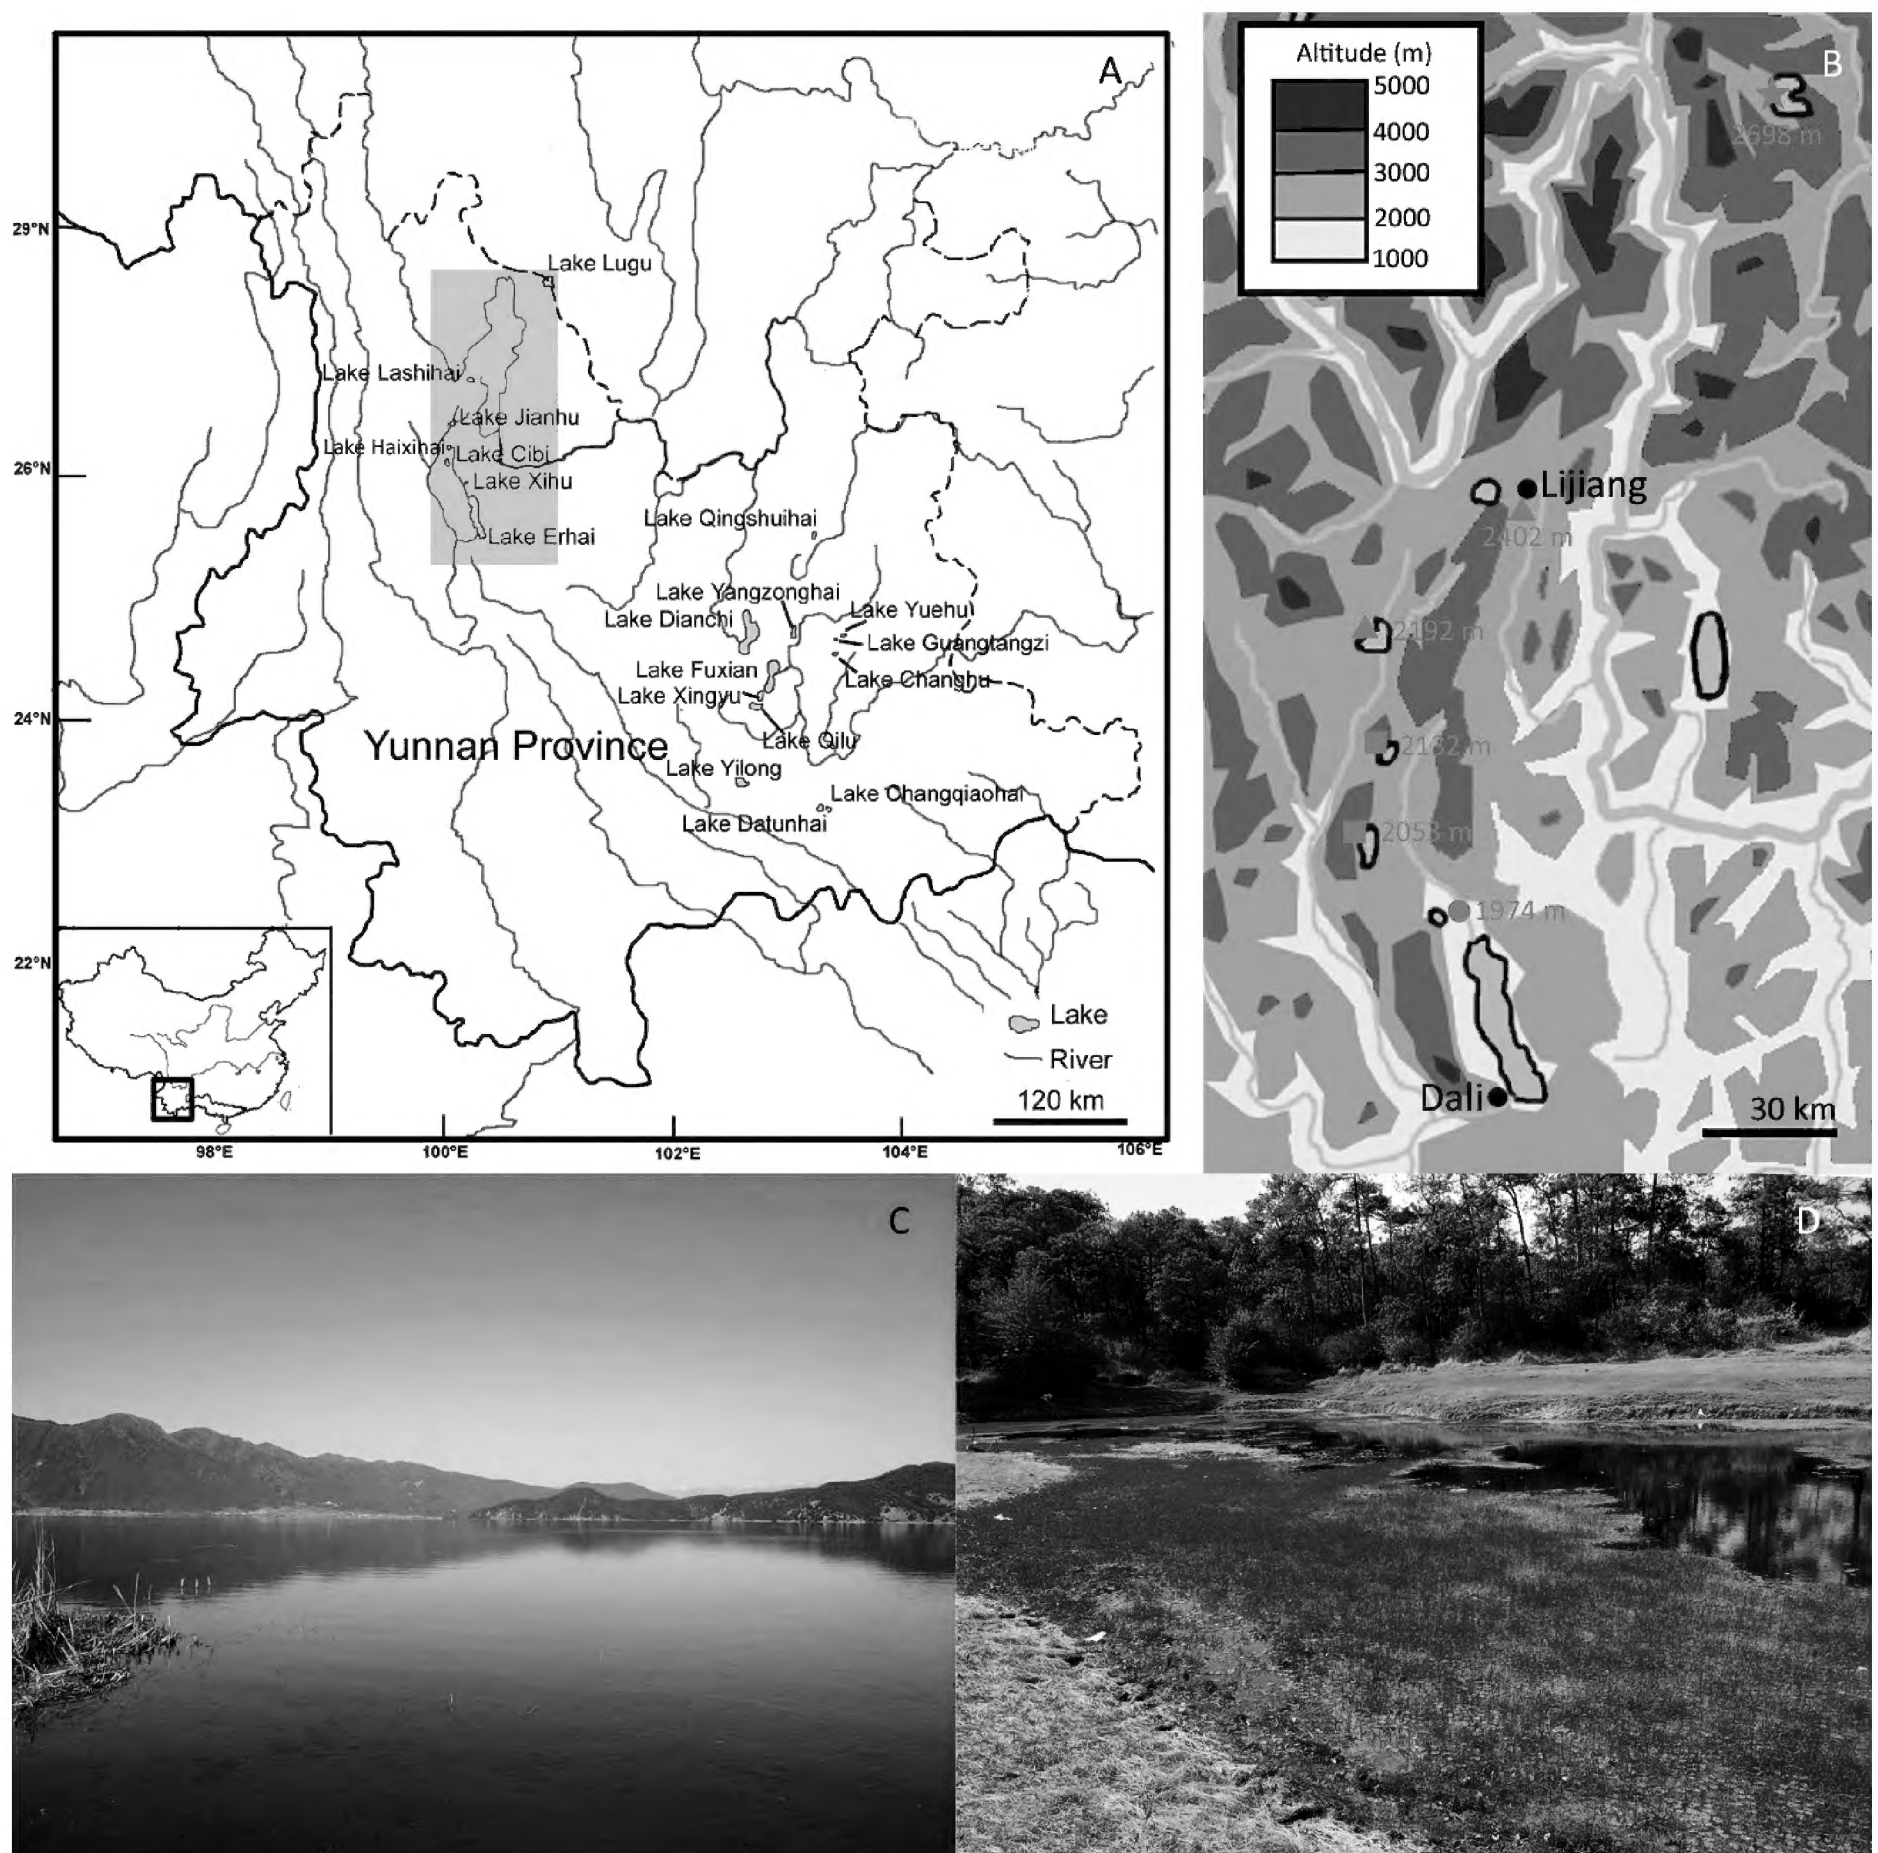 A
29°N
26°N
24°N
22°N
98°E
100°E
102°E
104°E
106°E
Lake Lugu
Lake Lashihai
Lake Jianhu
Lake Haixihai
Lake Cibi
Lake Xihu
Lake Erhai
Lake Qingshuihai
Lake Yangzonghai
Lake Dianchi
Lake Yuehu
Lake Guangtangzi
Lake Fuxian
Lake Changhu
Lake Xingyu
Lake Qilu
Yunnan Province
Lake Yilong
Lake Changqiaohai
Lake Datunhai
Lake
River
120 km
B
Altitude (m)
5000
4000
3000
2000
1000
2698 m
Lijiang
2402 m
2192 m
2132 m
2053 m
1974 m
Dali
30 km
C
D